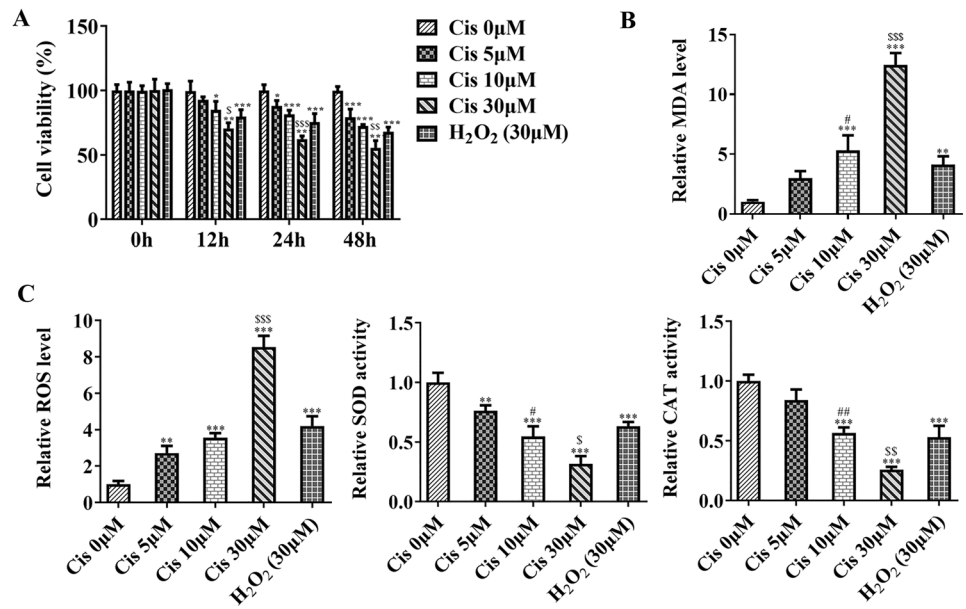 A
Cell viability (%)
150
100
50
0
*
$
**
***
*
***
$$$
**
***
***
***
$$
**
***
0h
12h
24h
48h
Cis 0μM
Cis 5μM
Cis 10μM
Cis 30μM
H₂O₂ (30μM)
B
Relative MDA level
15
10
5
0
#
***
$$$
***
**
Cis 0μM
Cis 5μM
Cis 10μM
Cis 30μM
H₂O₂ (30μM)
C
Relative ROS level
10
8
6
4
2
0
**
***
$$$
***
***
Cis 0μM
Cis 5μM
Cis 10μM
Cis 30μM
H₂O₂ (30μM)
Relative SOD activity
1.5
1.0
0.5
0.0
**
#
***
$
***
***
Cis 0μM
Cis 5μM
Cis 10μM
Cis 30μM
H₂O₂ (30μM)
Relative CAT activity
1.5
1.0
0.5
0.0
##
***
$$
***
***
Cis 0μM
Cis 5μM
Cis 10μM
Cis 30μM
H₂O₂ (30μM)